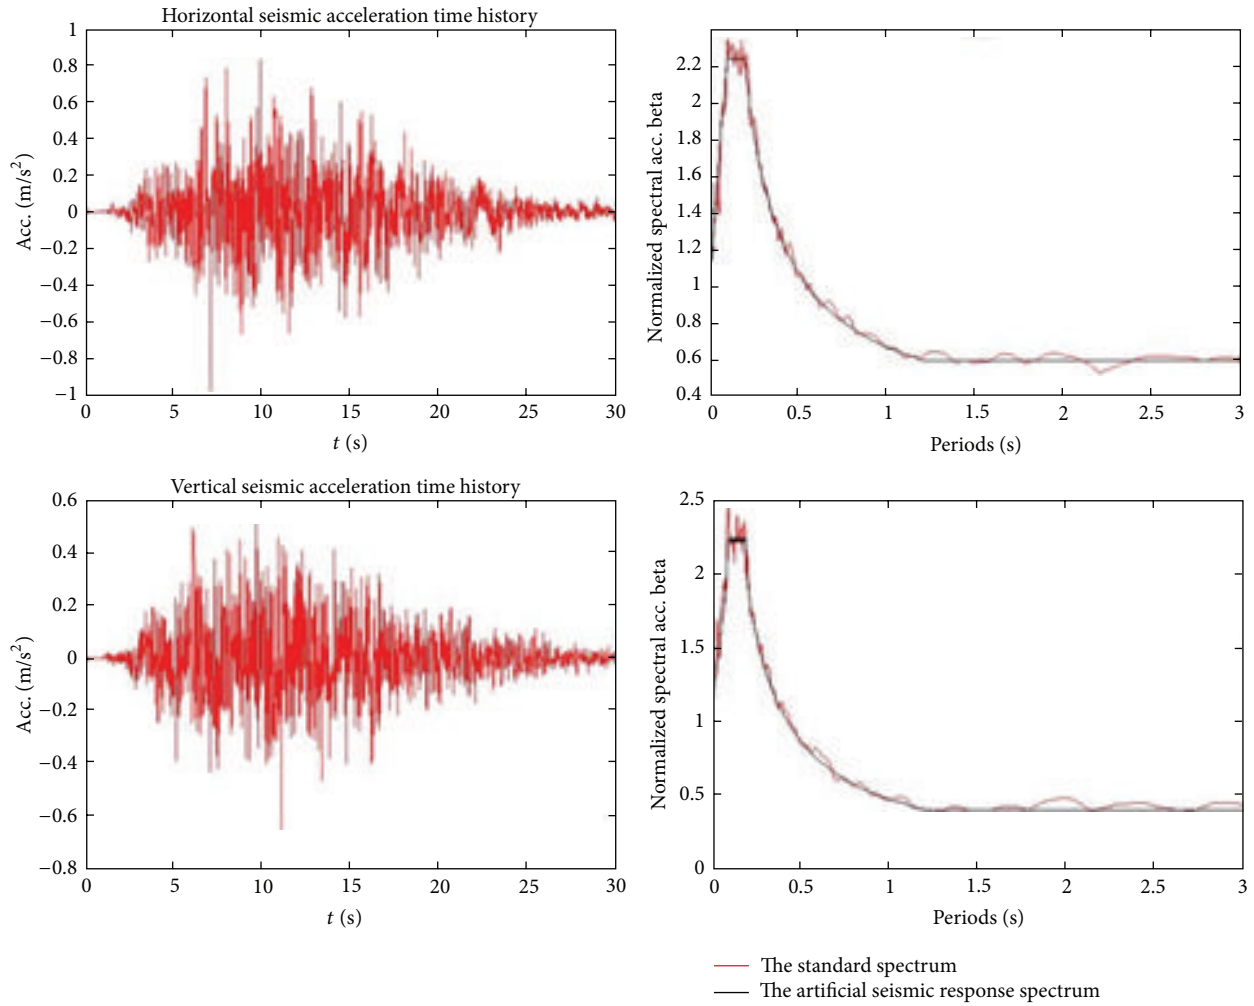 Horizontal seismic acceleration time history
1
0.8
0.6
0.4
0.2
0
−0.2
−0.4
−0.6
−0.8
−1
Acc. (m/s²)
0 5 10 15 20 25 30
t (s)
2.2
2
1.8
1.6
1.4
1.2
1
0.8
0.6
0.4
Normalized spectral acc. beta
0 0.5 1 1.5 2 2.5 3
Periods (s)
Vertical seismic acceleration time history
0.6
0.4
0.2
0
−0.2
−0.4
−0.6
−0.8
Acc. (m/s²)
0 5 10 15 20 25 30
t (s)
2.5
2
1.5
1
0.5
0
Normalized spectral acc. beta
0 0.5 1 1.5 2 2.5 3
Periods (s)
The standard spectrum
The artificial seismic response spectrum